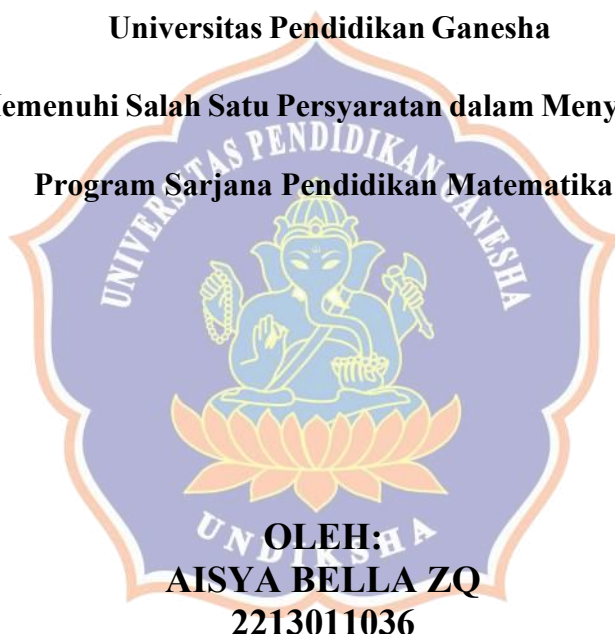 Universitas Pendidikan Ganesha
Memenuhi Salah Satu Persyaratan dalam Meny
UNIVERSITAS PENDIDIKAN GANESHA
Program Sarjana Pendidikan Matematika
UNDIKSHA
OLEH:
AISYA BELLA ZQ
2213011036